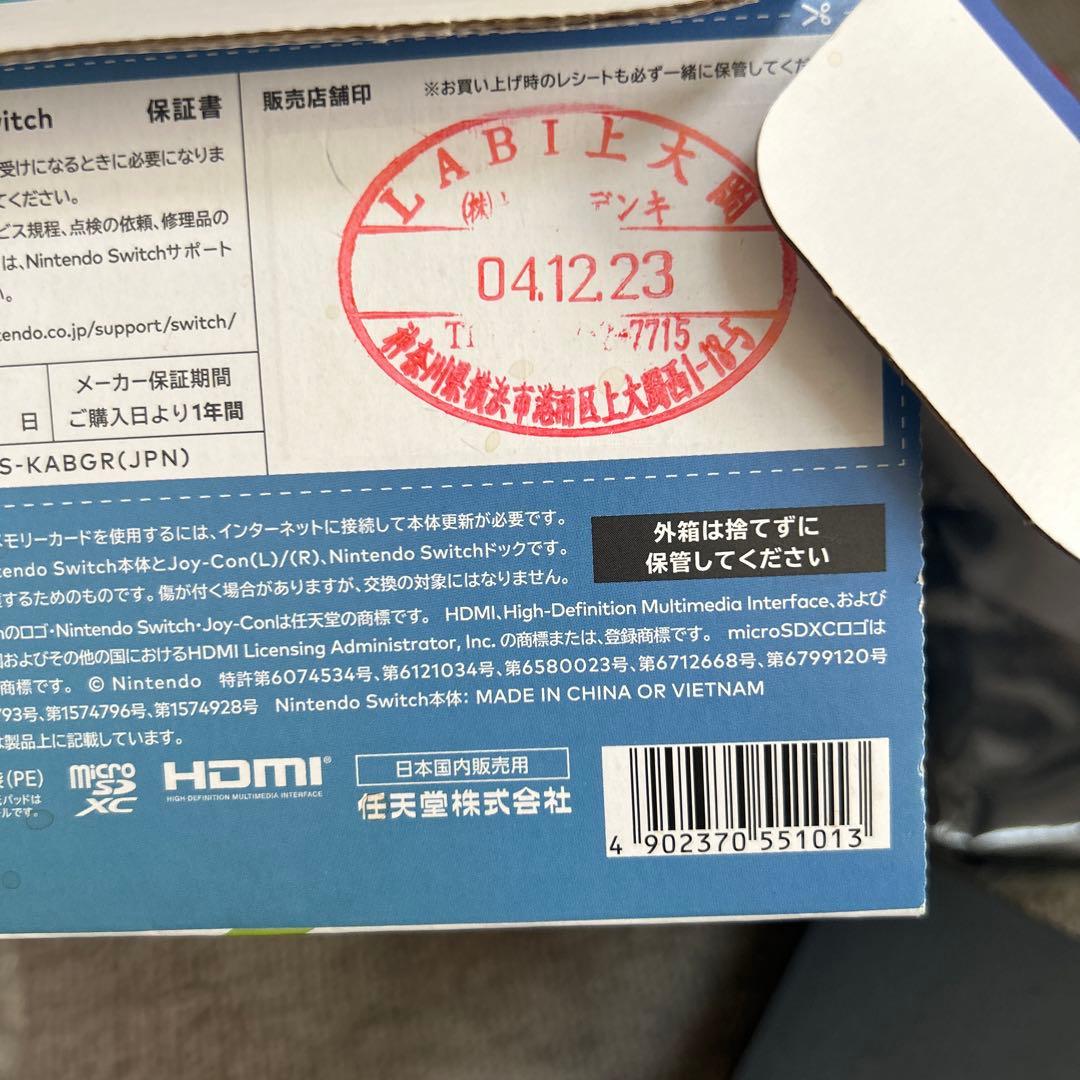 witch 保証書
受けになるときに必要になりま
てください。
ビス規程、点検の依頼、修理品の
は、Nintendo Switchサポート
い。
tendo.co.jp/support/switch/
日
メーカー保証期間
ご購入日より1年間
S-KABGR(JPN)
販売店舗印
※お買い上げ時のレシートも必ず一緒に保管してくだ
LABI上大岡
(株) デンキ
04.12.23
7715
神奈川県横浜市港南区上大岡西1-18-5
メモリーカードを使用するには、インターネットに接続して本体更新が必要です。
tendo Switch本体とJoy-Con(L)/(R)、Nintendo Switchドックです。
するためのものです。傷が付く場合がありますが、交換の対象にはなりません。
外箱は捨てずに
保管してください
hのロゴ・Nintendo Switch・Joy-Conは任天堂の商標です。 HDMI、High-Definition Multimedia Interface、および
国およびその他の国におけるHDMI Licensing Administrator, Inc. の商標または、登録商標です。 microSDXCロゴは
商標です。 © Nintendo 特許第6074534号、第6121034号、第6580023号、第6712668号、第6799120号
793号、第1574796号、第1574928号 Nintendo Switch本体: MADE IN CHINA OR VIETNAM
は製品上に記載しています。
(PE)
パッドは
ルです。
micro SD XC
HDMI®
HIGH-DEFINITION MULTIMEDIA INTERFACE
日本国内販売用
任天堂株式会社
4 902370 551013